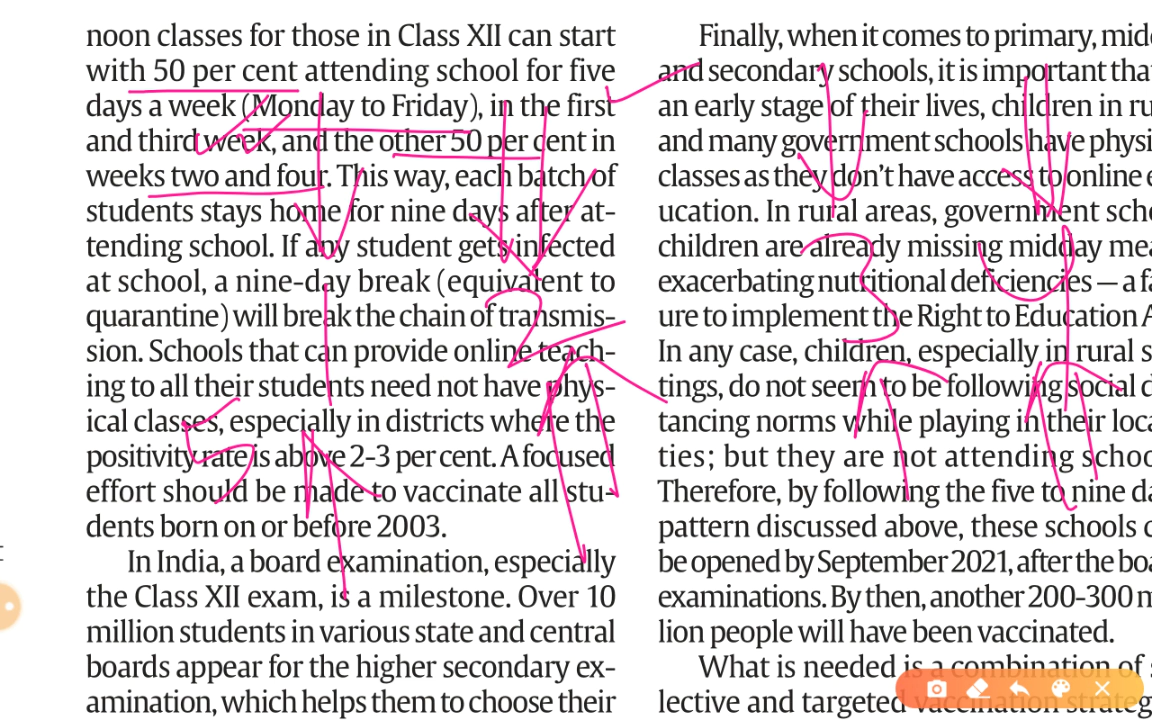 noon classes for those in Class XII can start
with 50 per cent attending school for five
days a week (Monday to Friday), in the first
and third week, and the other 50 per cent in
weeks two and four. This way, each batch of
students stays home for nine days after at-
tending school. If any student gets infected
at school, a nine-day break (equivalent to
quarantine) will break the chain of transmis-
sion. Schools that can provide online teach-
ing to all their students need not have phys-
ical classes, especially in districts where the
positivity rate is above 2-3 per cent. A focused
effort should be made to vaccinate all stu-
dents born on or before 2003.
In India, a board examination, especially
the Class XII exam, is a milestone. Over 10
million students in various state and central
boards appear for the higher secondary ex-
amination, which helps them to choose their
Finally, when it comes to primary,
and secondary schools, it is important
an early stage of their lives, children in
and many government schools have
classes as they don't have access to online
ucation. In rural areas, government
children are already missing midday
exacerbating nutritional deficiencies — a
ure to implement the Right to Education
In any case, children, especially in rural
tings, do not seem to be following social
tancing norms while playing in their
ties; but they are not attending
Therefore, by following the five to nine
pattern discussed above, these schools
be opened by September 2021, after the
examinations. By then, another 200-300
lion people will have been vaccinated.
What is needed is a combination of
lective and targeted vaccination